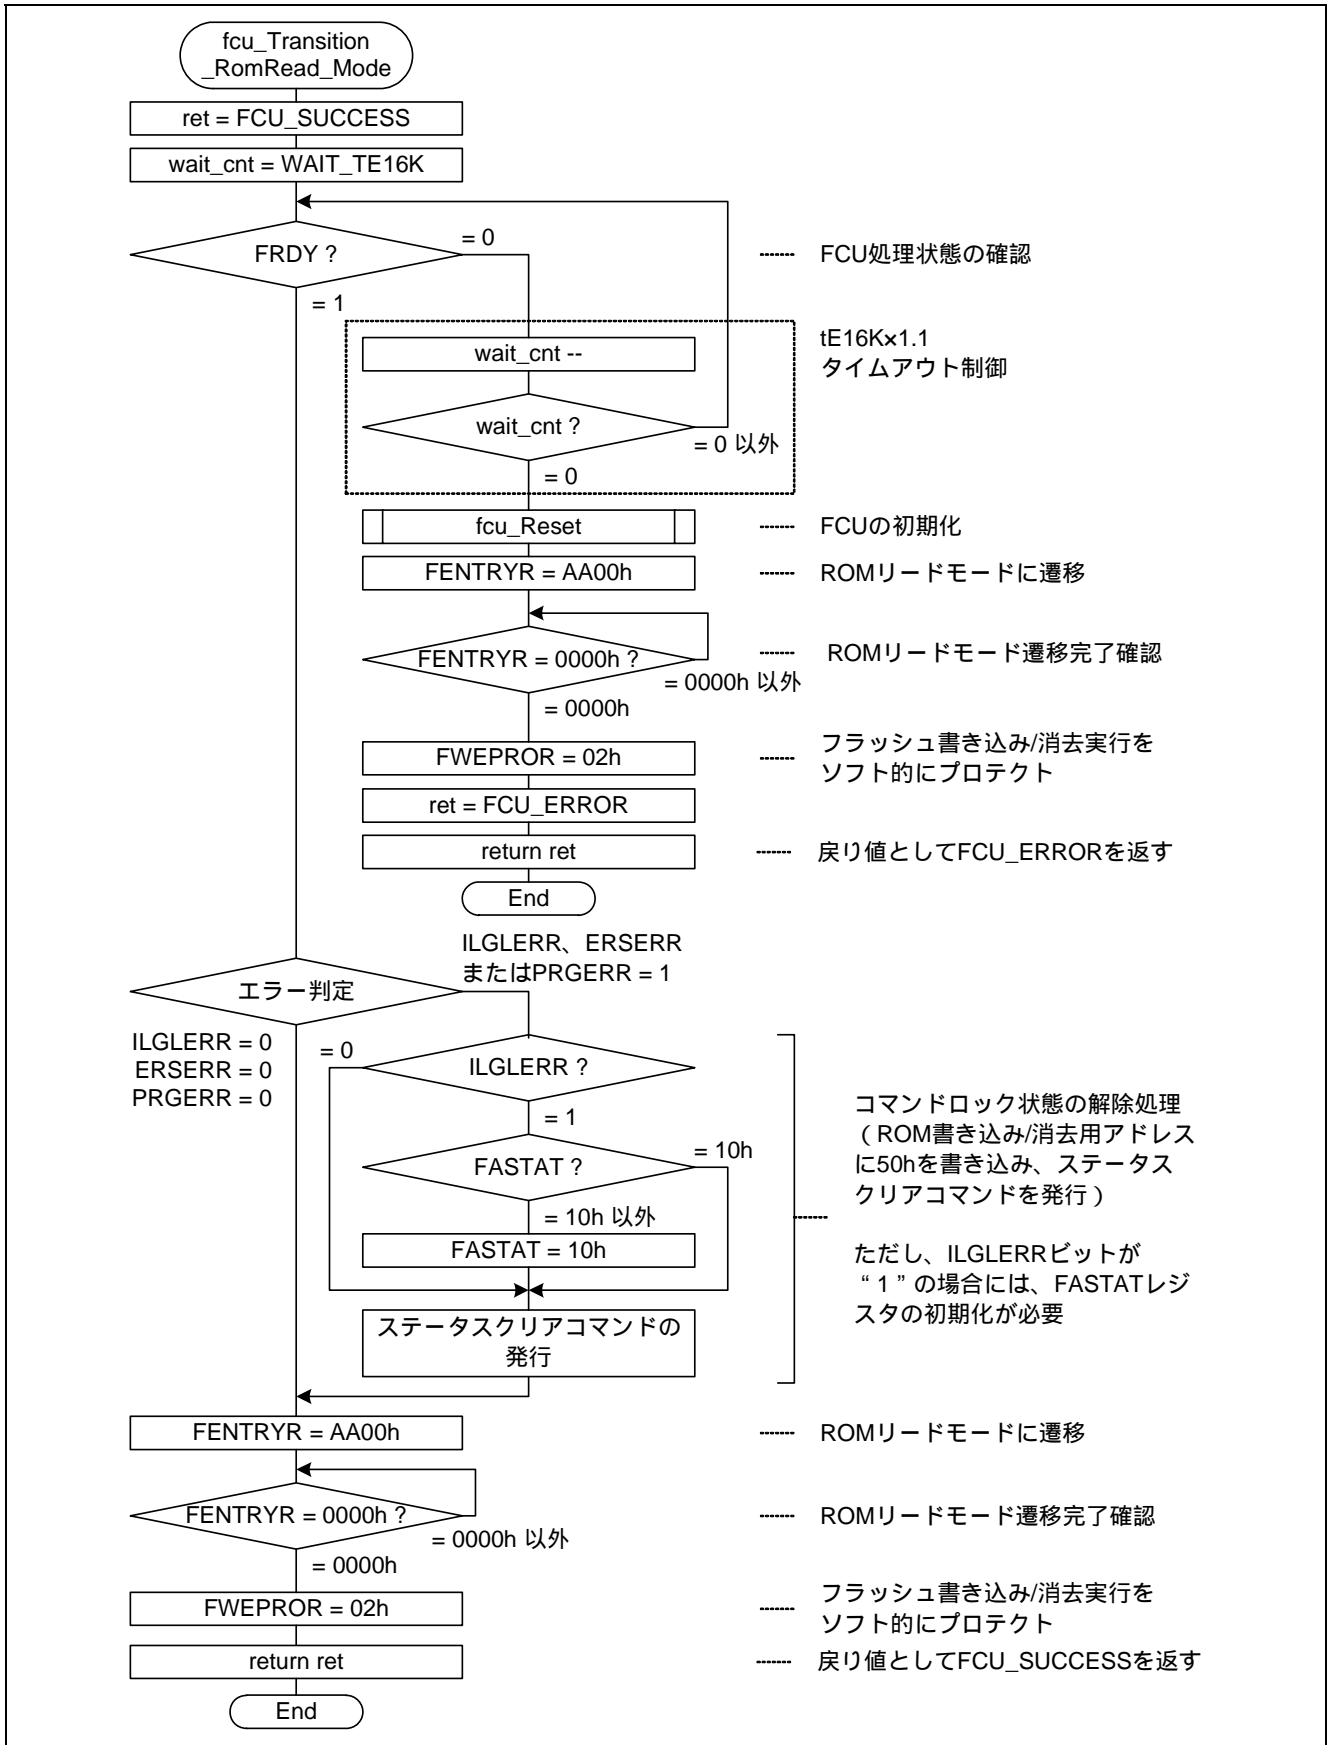 fcu_Transition
_RomRead_Mode
ret = FCU_SUCCESS
wait_cnt = WAIT_TE16K
FRDY ?
= 0
FCU処理状態の確認
= 1
wait_cnt --
tE16K×1.1
タイムアウト制御
wait_cnt ?
= 0 以外
= 0
fcu_Reset
FCUの初期化
FENTRYR = AA00h
ROMリードモードに遷移
FENTRYR = 0000h ?
ROMリードモード遷移完了確認
= 0000h 以外
= 0000h
FWEPROR = 02h
フラッシュ書き込み/消去実行を
ソフト的にプロテクト
ret = FCU_ERROR
return ret
戻り値としてFCU_ERRORを返す
End
ILGLERR、ERSERR
またはPRGERR = 1
エラー判定
ILGLERR = 0
ERSERR = 0
PRGERR = 0
= 0
ILGLERR ?
= 1
= 10h
FASTAT ?
= 10h 以外
FASTAT = 10h
ステータスクリアコマンドの
発行
コマンドロック状態の解除処理
（ROM書き込み/消去用アドレス
に50hを書き込み、ステータス
クリアコマンドを発行）
ただし、ILGLERRビットが
“1”の場合には、FASTATレジ
スタの初期化が必要
FENTRYR = AA00h
ROMリードモードに遷移
FENTRYR = 0000h ?
ROMリードモード遷移完了確認
= 0000h 以外
= 0000h
FWEPROR = 02h
フラッシュ書き込み/消去実行を
ソフト的にプロテクト
return ret
戻り値としてFCU_SUCCESSを返す
End